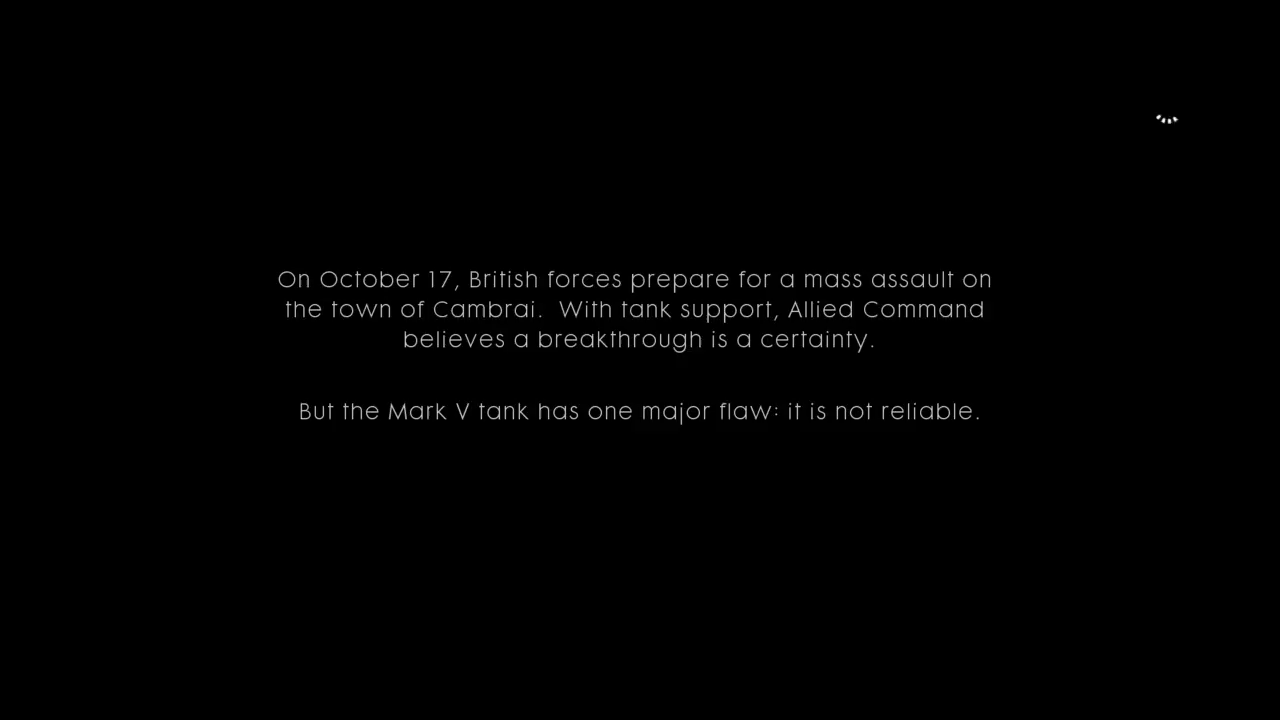 On October 17, British forces prepare for a mass assault on
the town of Cambrai.  With tank support, Allied Command
believes a breakthrough is a certainty.
But the Mark V tank has one major flaw: it is not reliable.